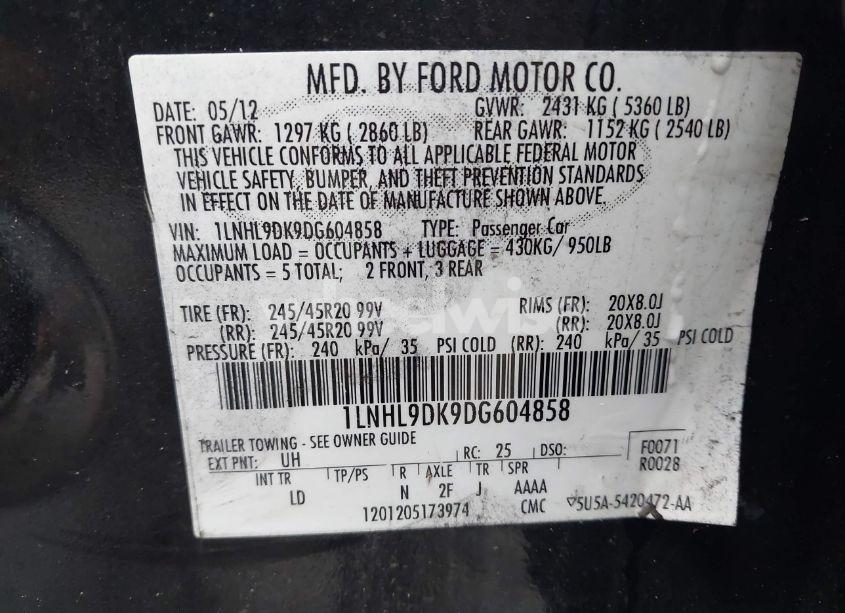 MFD. BY FORD MOTOR CO.
DATE: 05/12 GVWR: 2431 KG ( 5360 LB)
FRONT GAWR: 1297 KG ( 2860 LB) REAR GAWR: 1152 KG ( 2540 LB)
THIS VEHICLE CONFORMS TO ALL APPLICABLE FEDERAL MOTOR
VEHICLE SAFETY, BUMPER, AND THEFT PREVENTION STANDARDS
IN EFFECT ON THE DATE OF MANUFACTURE SHOWN ABOVE.
VIN: 1LNHL9DK9DG604858 TYPE: Passenger Car
MAXIMUM LOAD = OCCUPANTS + LUGGAGE = 430KG/ 950LB
OCCUPANTS = 5 TOTAL; 2 FRONT, 3 REAR
TIRE (FR): 245/45R20 99V RIMS (FR): 20X8.0J
(RR): 245/45R20 99V (RR): 20X8.0J
PRESSURE (FR): 240 kPa/ 35 PSI COLD (RR): 240 kPa/ 35 PSI COLD
1LNHL9DK9DG604858
TRAILER TOWING - SEE OWNER GUIDE
EXT PNT: UH RC: 25 DSO: F0071
R0028
INT TR TP/PS R AXLE TR SPR
LD N 2F J AAAA
1201205173974 CMC ▽5U5A-5420472-AA